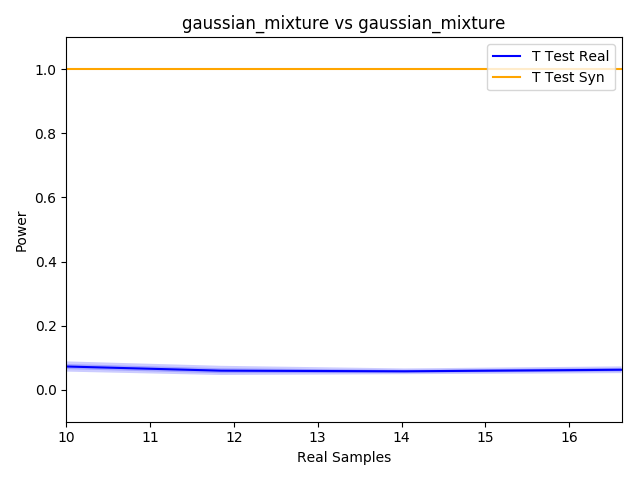 gaussian_mixture vs gaussian_mixture
T Test Real
T Test Syn
Power
1.0
0.8
0.6
0.4
0.2
0.0
10 11 12 13 14 15 16
Real Samples